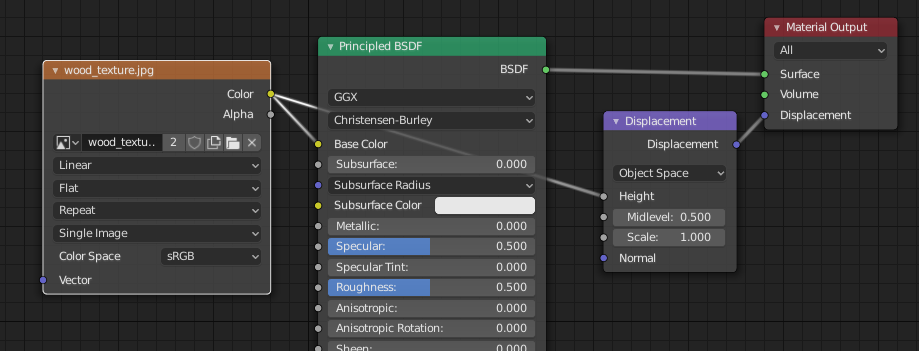 wood_texture.jpg
Color
Alpha
wood_textu..
2
Linear
Flat
Repeat
Single Image
Color Space
sRGB
Vector
Principled BSDF
BSDF
GGX
Christensen-Burley
Base Color
Subsurface: 0.000
Subsurface Radius
Subsurface Color
Metallic: 0.000
Specular: 0.500
Specular Tint: 0.000
Roughness: 0.500
Anisotropic: 0.000
Anisotropic Rotation: 0.000
Sheen: 0.000
Displacement
Displacement
Object Space
Height
Midlevel: 0.500
Scale: 1.000
Normal
Material Output
All
Surface
Volume
Displacement